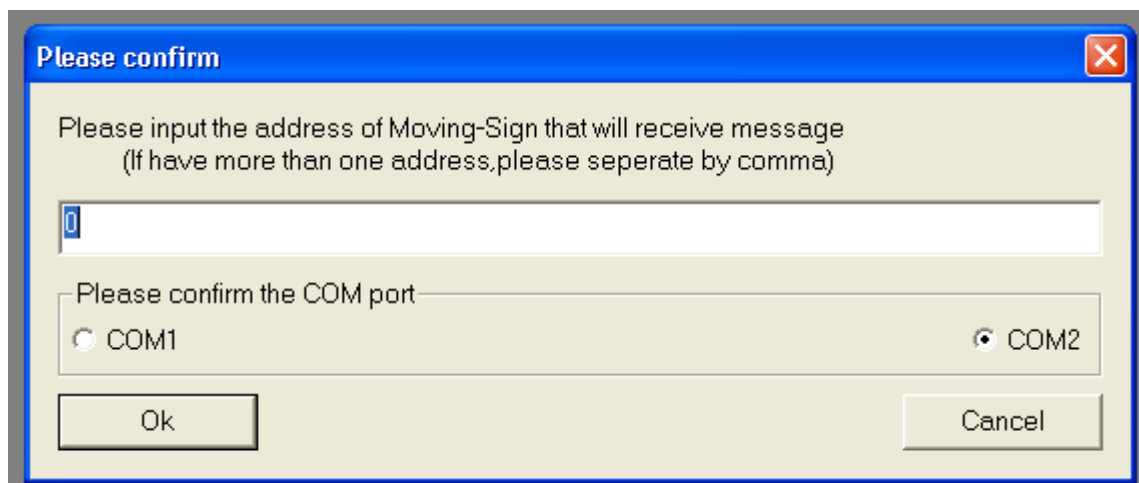 Please confirm
Please input the address of Moving-Sign that will receive message
(If have more than one address,please seperate by comma)
0
Please confirm the COM port
COM1
COM2
Ok
Cancel